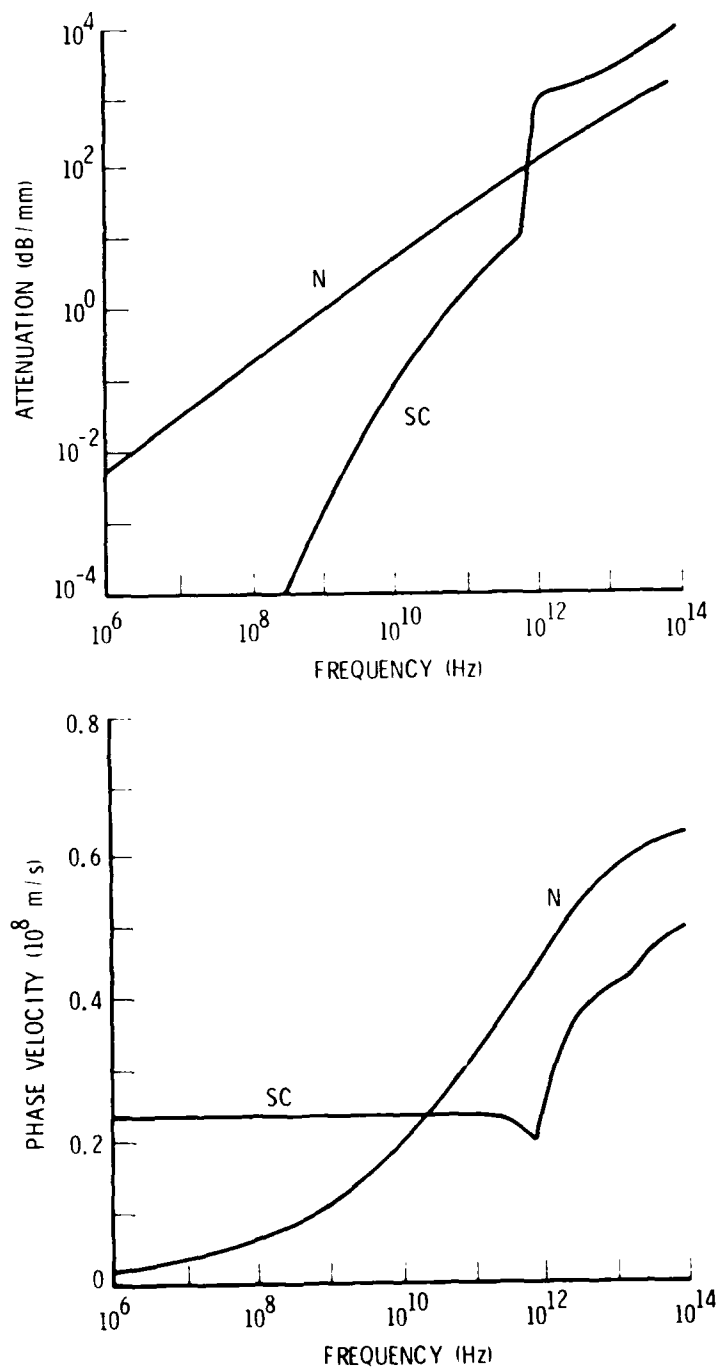 10^4
10^2
10^0
10^-2
10^-4
ATTENUATION (dB/mm)
N
SC
10^6
10^8
10^10
10^12
10^14
FREQUENCY (Hz)
0.8
0.6
0.4
0.2
0
PHASE VELOCITY (10^8 m/s)
N
SC
10^6
10^8
10^10
10^12
10^14
FREQUENCY (Hz)